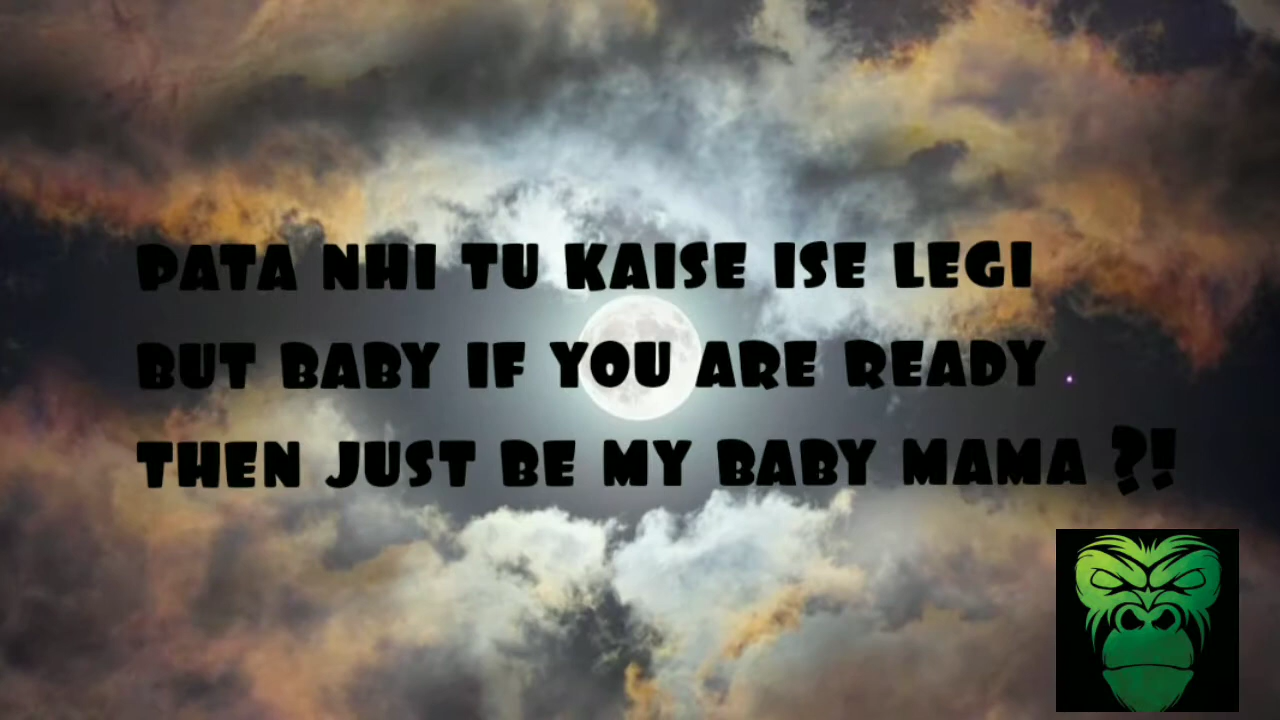 PATA NHI TU KAISE ISE LEGI
BUT BABY IF YOU ARE READY
THEN JUST BE MY BABY MAMA ?!